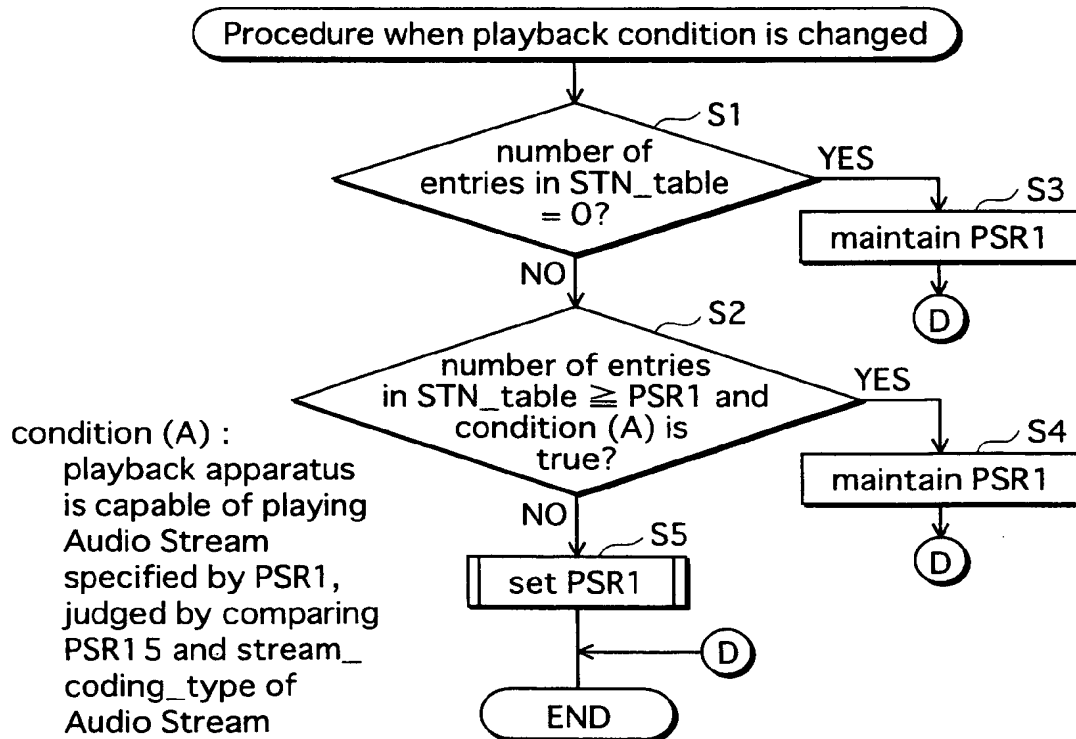 Procedure when playback condition is changed
S1
number of
entries in STN_table
= 0?
YES
S3
maintain PSR1
D
NO
S2
number of entries
in STN_table ≧ PSR1 and
condition (A) is
true?
YES
S4
maintain PSR1
D
NO
S5
set PSR1
D
END
condition (A) :
playback apparatus
is capable of playing
Audio Stream
specified by PSR1,
judged by comparing
PSR15 and stream_
coding_type of
Audio Stream